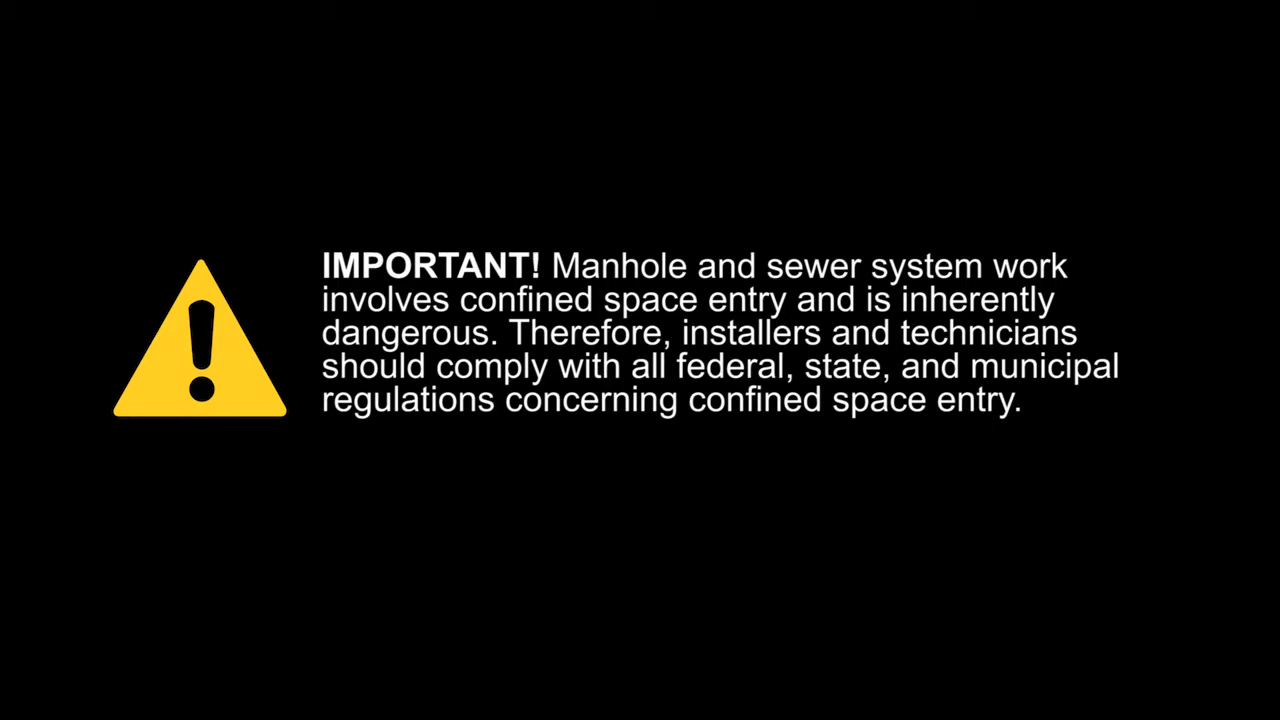 IMPORTANT! Manhole and sewer system work
involves confined space entry and is inherently
dangerous. Therefore, installers and technicians
should comply with all federal, state, and municipal
regulations concerning confined space entry.